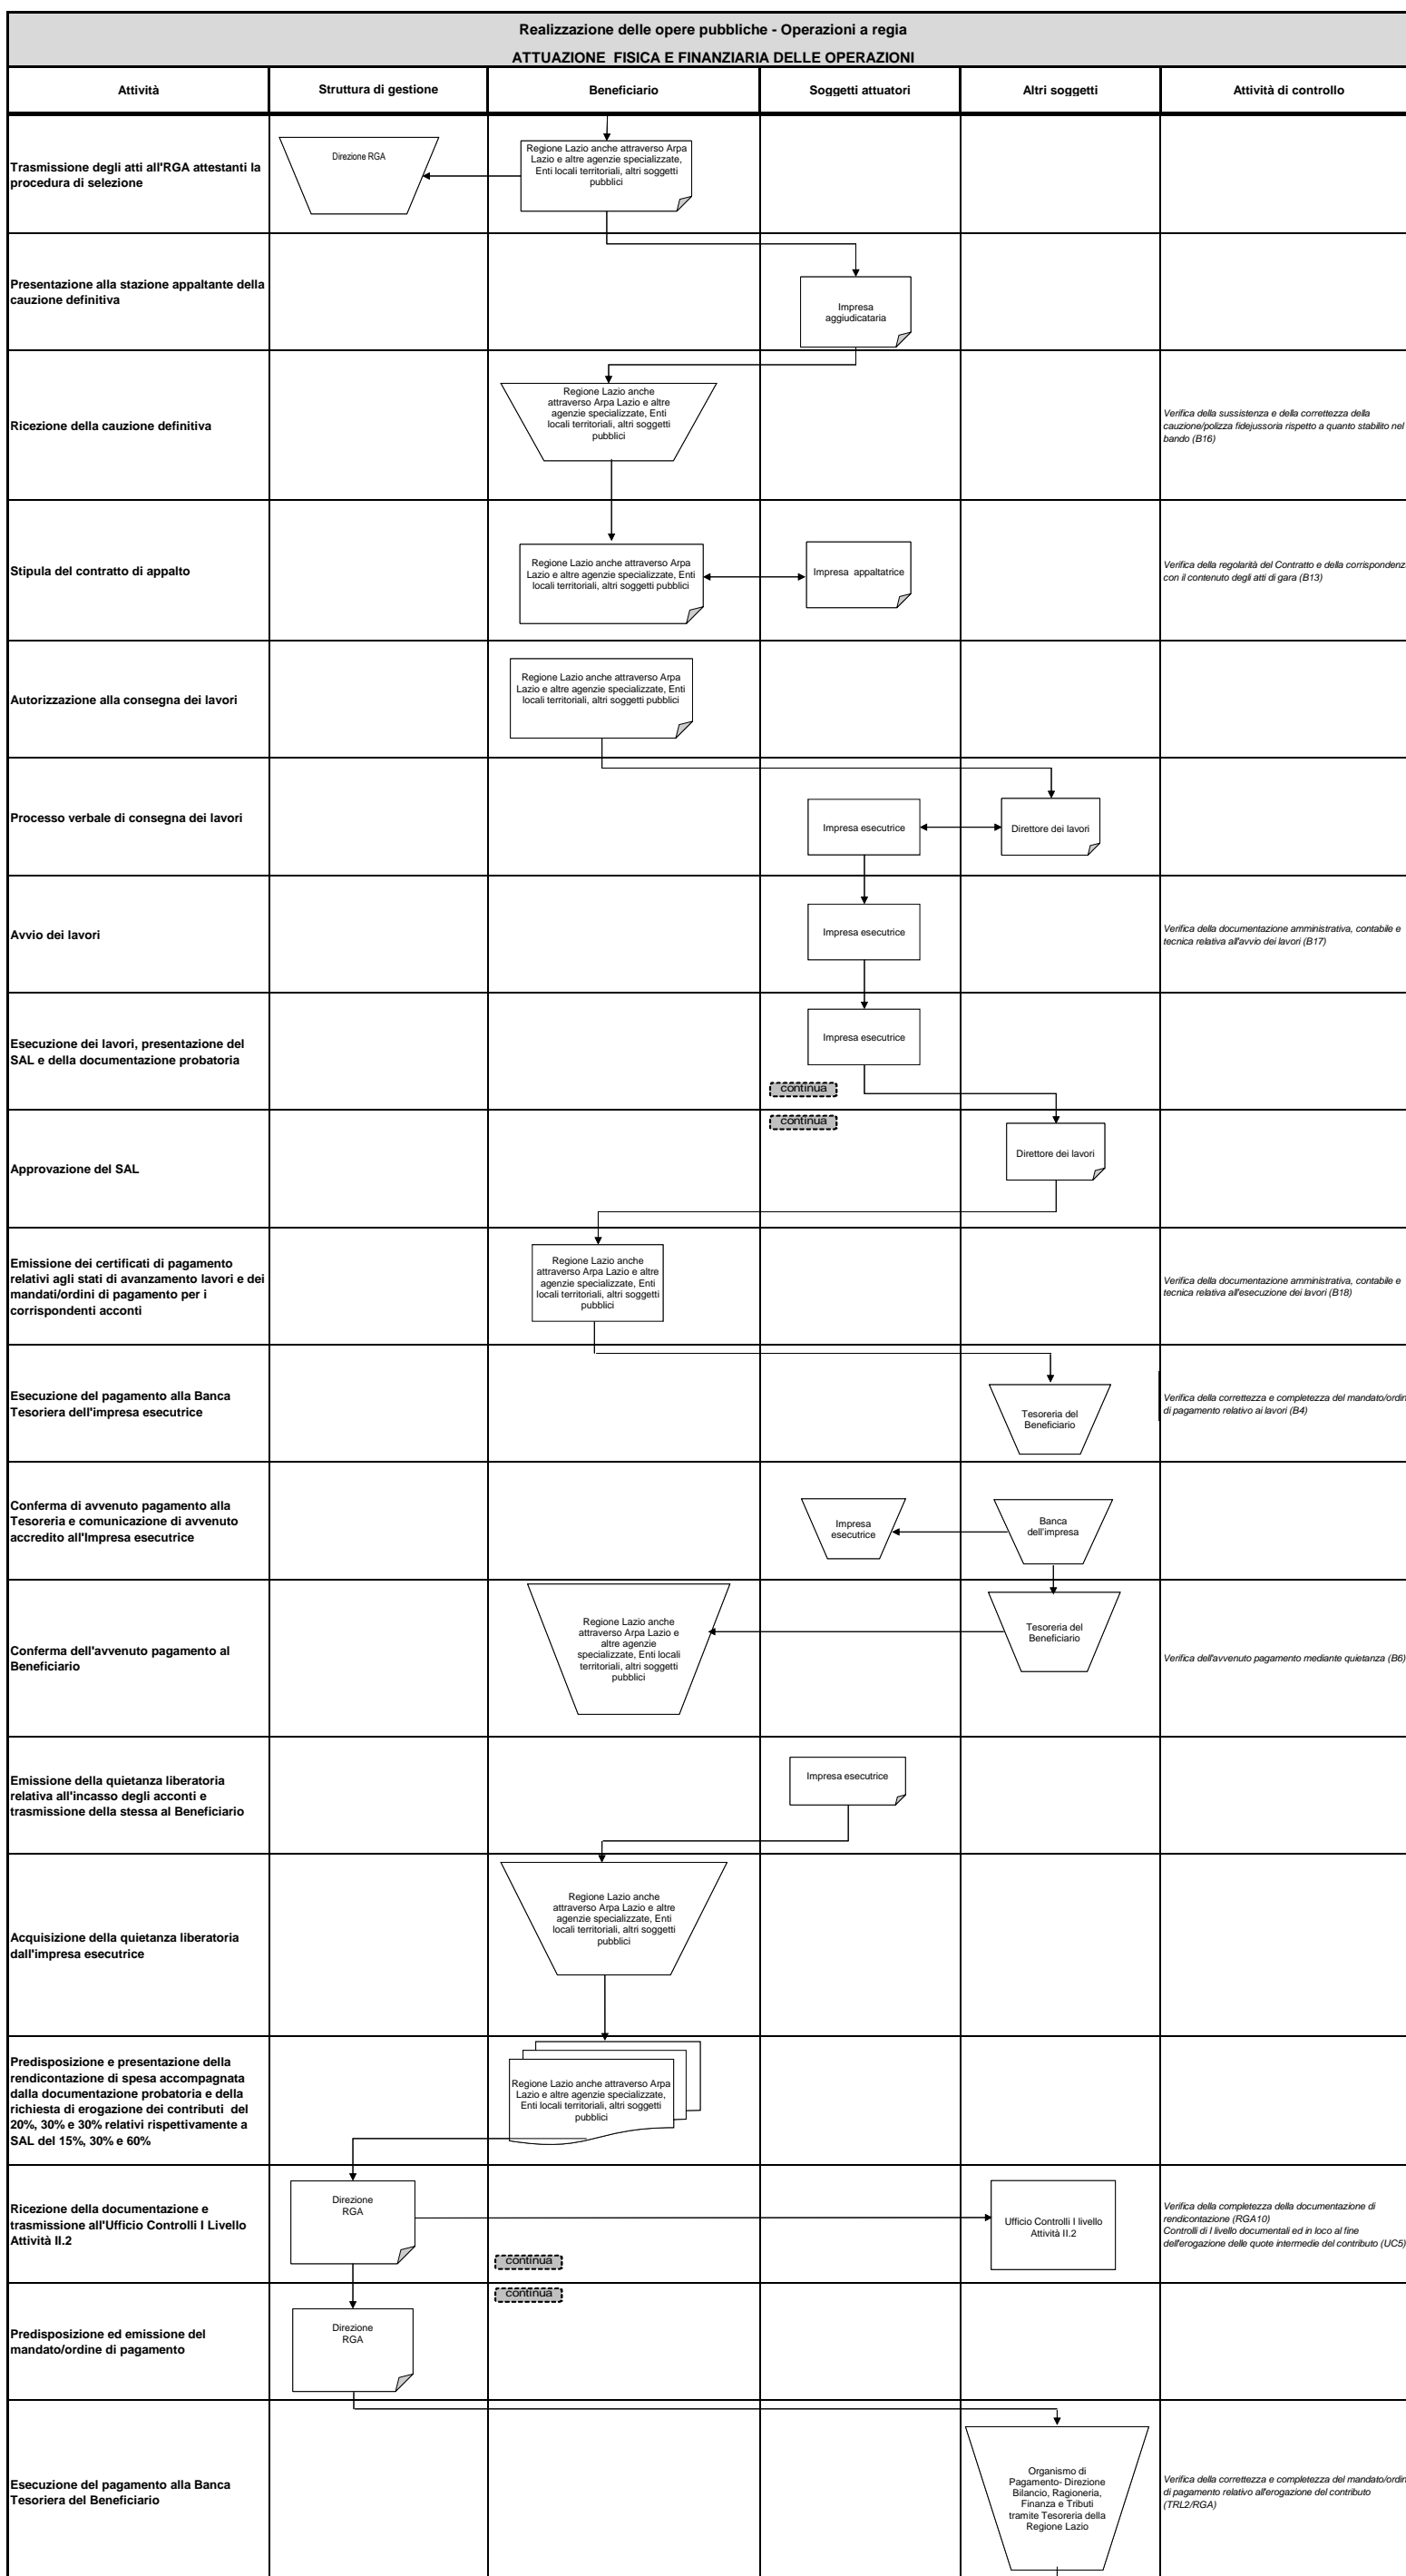 Realizzazione delle opere pubbliche - Operazioni a regia
ATTUAZIONE FISICA E FINANZIARIA DELLE OPERAZIONI
Attività
Struttura di gestione
Beneficiario
Soggetti attuatori
Altri soggetti
Attività di controllo
Trasmissione degli atti all'RGA attestanti la
procedura di selezione
Direzione RGA
Regione Lazio anche attraverso Arpa
Lazio e altre agenzie specializzate,
Enti locali territoriali, altri soggetti
pubblici
Presentazione alla stazione appaltante della
cauzione definitiva
Impresa
aggiudicataria
Ricezione della cauzione definitiva
Regione Lazio anche
attraverso Arpa Lazio e altre
agenzie specializzate, Enti
locali territoriali, altri soggetti
pubblici
Verifica della sussistenza e della correttezza della
cauzione/polizza fidejussoria rispetto a quanto stabilito nel
bando (B16)
Stipula del contratto di appalto
Regione Lazio anche attraverso Arpa
Lazio e altre agenzie specializzate, Enti
locali territoriali, altri soggetti pubblici
Impresa appaltatrice
Verifica della regolarità del Contratto e della corrispondenz
con il contenuto degli atti di gara (B13)
Autorizzazione alla consegna dei lavori
Regione Lazio anche attraverso Arpa
Lazio e altre agenzie specializzate, Enti
locali territoriali, altri soggetti pubblici
Processo verbale di consegna dei lavori
Impresa esecutrice
Direttore dei lavori
Avvio dei lavori
Impresa esecutrice
Verifica della documentazione amministrativa, contabile e
tecnica relativa all'avvio dei lavori (B17)
Esecuzione dei lavori, presentazione del
SAL e della documentazione probatoria
Impresa esecutrice
continua
continua
Approvazione del SAL
Direttore dei lavori
Emissione dei certificati di pagamento
relativi agli stati di avanzamento lavori e dei
mandati/ordini di pagamento per i
corrispondenti acconti
Regione Lazio anche
attraverso Arpa Lazio e altre
agenzie specializzate, Enti
locali territoriali, altri soggetti
pubblici
Verifica della documentazione amministrativa, contabile e
tecnica relativa all'esecuzione dei lavori (B18)
Esecuzione del pagamento alla Banca
Tesoriera dell'impresa esecutrice
Tesoreria del
Beneficiario
Verifica della correttezza e completezza del mandato/ordin
di pagamento relativo ai lavori (B4)
Conferma di avvenuto pagamento alla
Tesoreria e comunicazione di avvenuto
accredito all'Impresa esecutrice
Impresa
esecutrice
Banca
dell'impresa
Conferma dell'avvenuto pagamento al
Beneficiario
Regione Lazio anche
attraverso Arpa Lazio e
altre agenzie
specializzate, Enti locali
territoriali, altri soggetti
pubblici
Tesoreria del
Beneficiario
Verifica dell'avvenuto pagamento mediante quietanza (B6)
Emissione della quietanza liberatoria
relativa all'incasso degli acconti e
trasmissione della stessa al Beneficiario
Impresa esecutrice
Acquisizione della quietanza liberatoria
dall'impresa esecutrice
Regione Lazio anche
attraverso Arpa Lazio e altre
agenzie specializzate, Enti
locali territoriali, altri soggetti
pubblici
Predisposizione e presentazione della
rendicontazione di spesa accompagnata
dalla documentazione probatoria e della
richiesta di erogazione dei contributi del
20%, 30% e 30% relativi rispettivamente a
SAL del 15%, 30% e 60%
Regione Lazio anche attraverso Arpa
Lazio e altre agenzie specializzate,
Enti locali territoriali, altri soggetti
pubblici
Ricezione della documentazione e
trasmissione all'Ufficio Controlli I Livello
Attività II.2
Direzione
RGA
continua
Ufficio Controlli I livello
Attività II.2
Verifica della completezza della documentazione di
rendicontazione (RGA10)
Controlli di I livello documentali ed in loco al fine
dell'erogazione delle quote intermedie del contributo (UC5)
continua
Predisposizione ed emissione del
mandato/ordine di pagamento
Direzione
RGA
Esecuzione del pagamento alla Banca
Tesoriera del Beneficiario
Organismo di
Pagamento- Direzione
Bilancio, Ragioneria,
Finanza e Tributi
tramite Tesoreria della
Regione Lazio
Verifica della correttezza e completezza del mandato/ordin
di pagamento relativo all'erogazione del contributo
(TRL2/RGA)